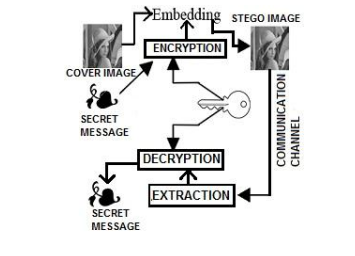 Embedding
STEGO IMAGE
ENCRYPTION
COVER IMAGE
SECRET
MESSAGE
COMMUNICATION
CHANNEL
DECRYPTION
EXTRACTION
SECRET
MESSAGE